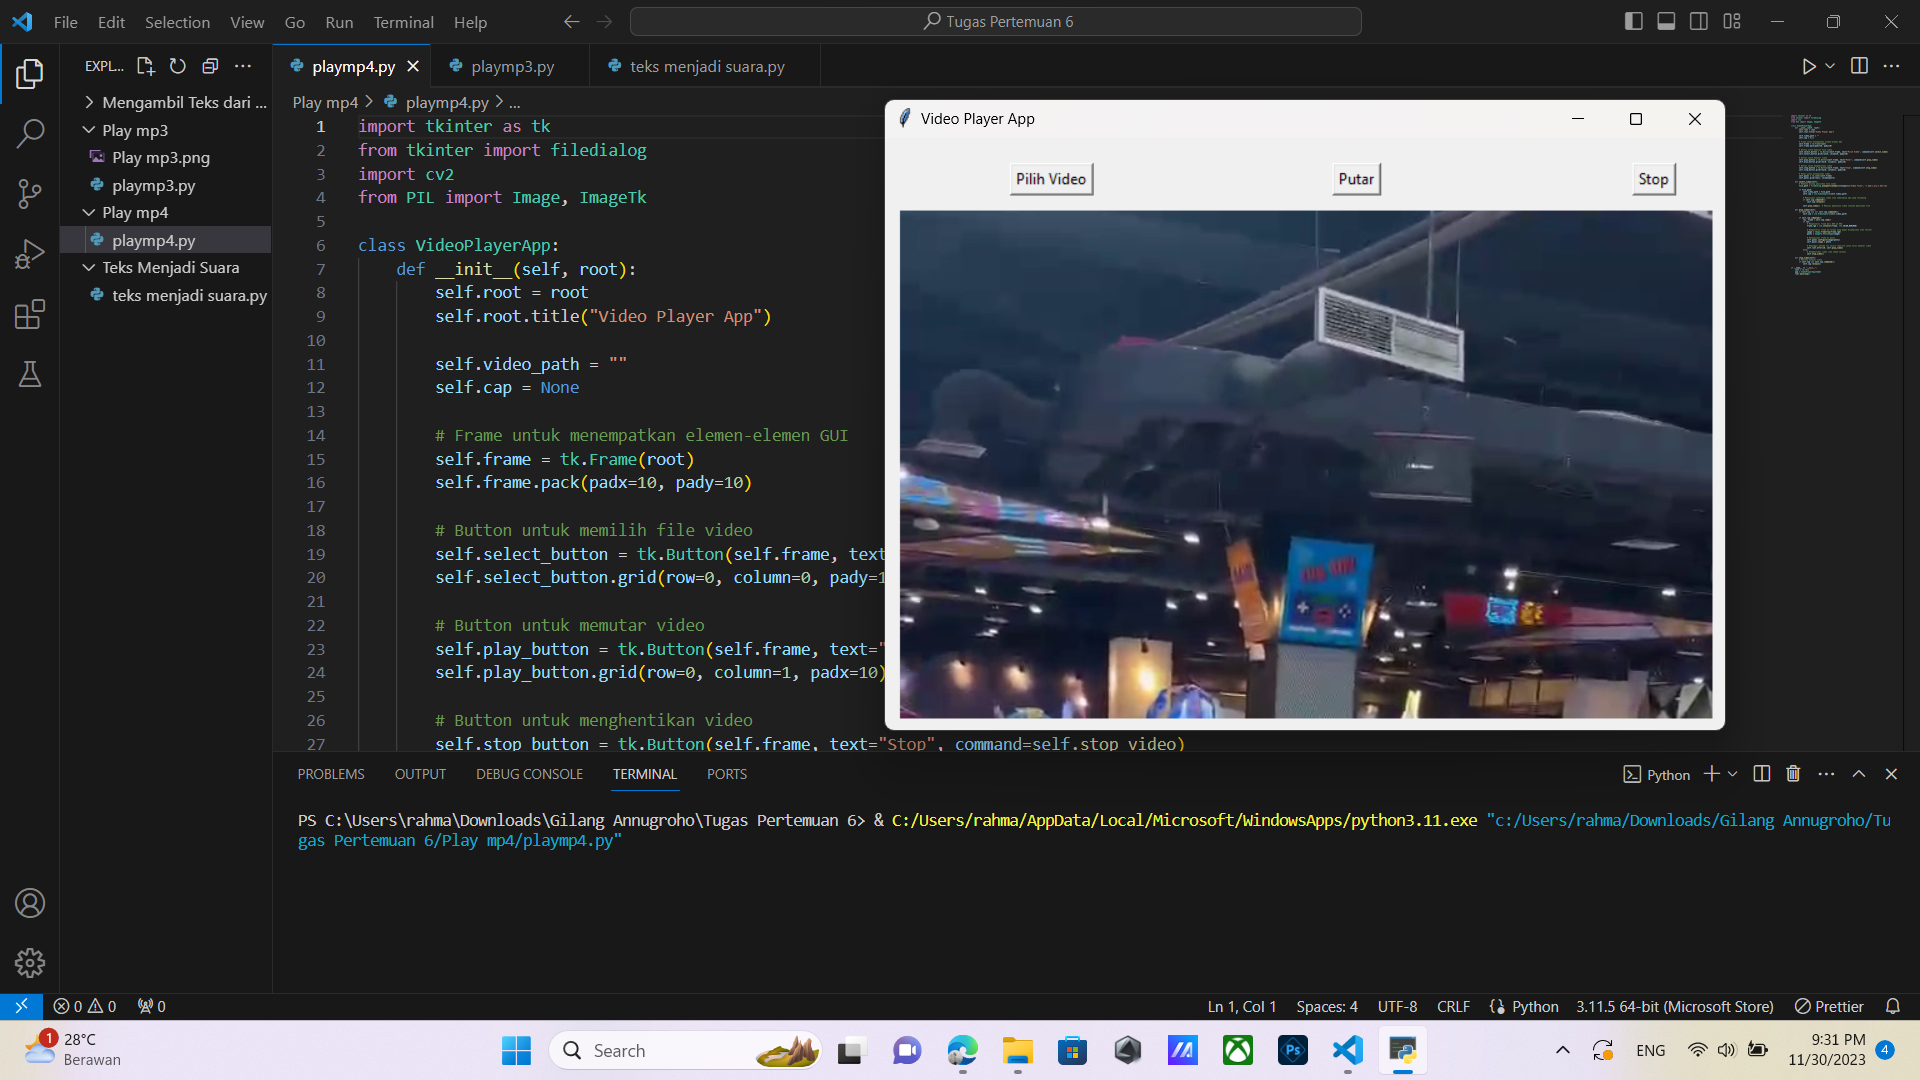 File Edit Selection View Go Run Terminal Help
Tugas Pertemuan 6
EXPL...
Mengambil Teks dari ...
Play mp3
Play mp3.png
playmp3.py
Play mp4
playmp4.py
Teks Menjadi Suara
teks menjadi suara.py
playmp4.py playmp3.py teks menjadi suara.py
Play mp4 > playmp4.py > ...
1 import tkinter as tk
2 from tkinter import filedialog
3 import cv2
4 from PIL import Image, ImageTk
5
6 class VideoPlayerApp:
7 def __init__(self, root):
8 self.root = root
9 self.root.title("Video Player App")
10
11 self.video_path = ""
12 self.cap = None
13
14 # Frame untuk menempatkan elemen-elemen GUI
15 self.frame = tk.Frame(root)
16 self.frame.pack(padx=10, pady=10)
17
18 # Button untuk memilih file video
19 self.select_button = tk.Button(self.frame, text
20 self.select_button.grid(row=0, column=0, pady=1
21
22 # Button untuk memutar video
23 self.play_button = tk.Button(self.frame, text="
24 self.play_button.grid(row=0, column=1, padx=10)
25
26 # Button untuk menghentikan video
27 self.stop_button = tk.Button(self.frame, text="Stop", command=self.stop_video)
Video Player App
Pilih Video Putar Stop
PROBLEMS OUTPUT DEBUG CONSOLE TERMINAL PORTS
Python
PS C:\Users\rahma\Downloads\Gilang Annugroho\Tugas Pertemuan 6> & C:/Users/rahma/AppData/Local/Microsoft/WindowsApps/python3.11.exe "c:/Users/rahma/Downloads/Gilang Annugroho/Tu
gas Pertemuan 6/Play mp4/playmp4.py"
0 0 0
Ln 1, Col 1 Spaces: 4 UTF-8 CRLF Python 3.11.5 64-bit (Microsoft Store) Prettier
1
28°C
Berawan
Search
Ps
ENG
9:31 PM
11/30/2023
4